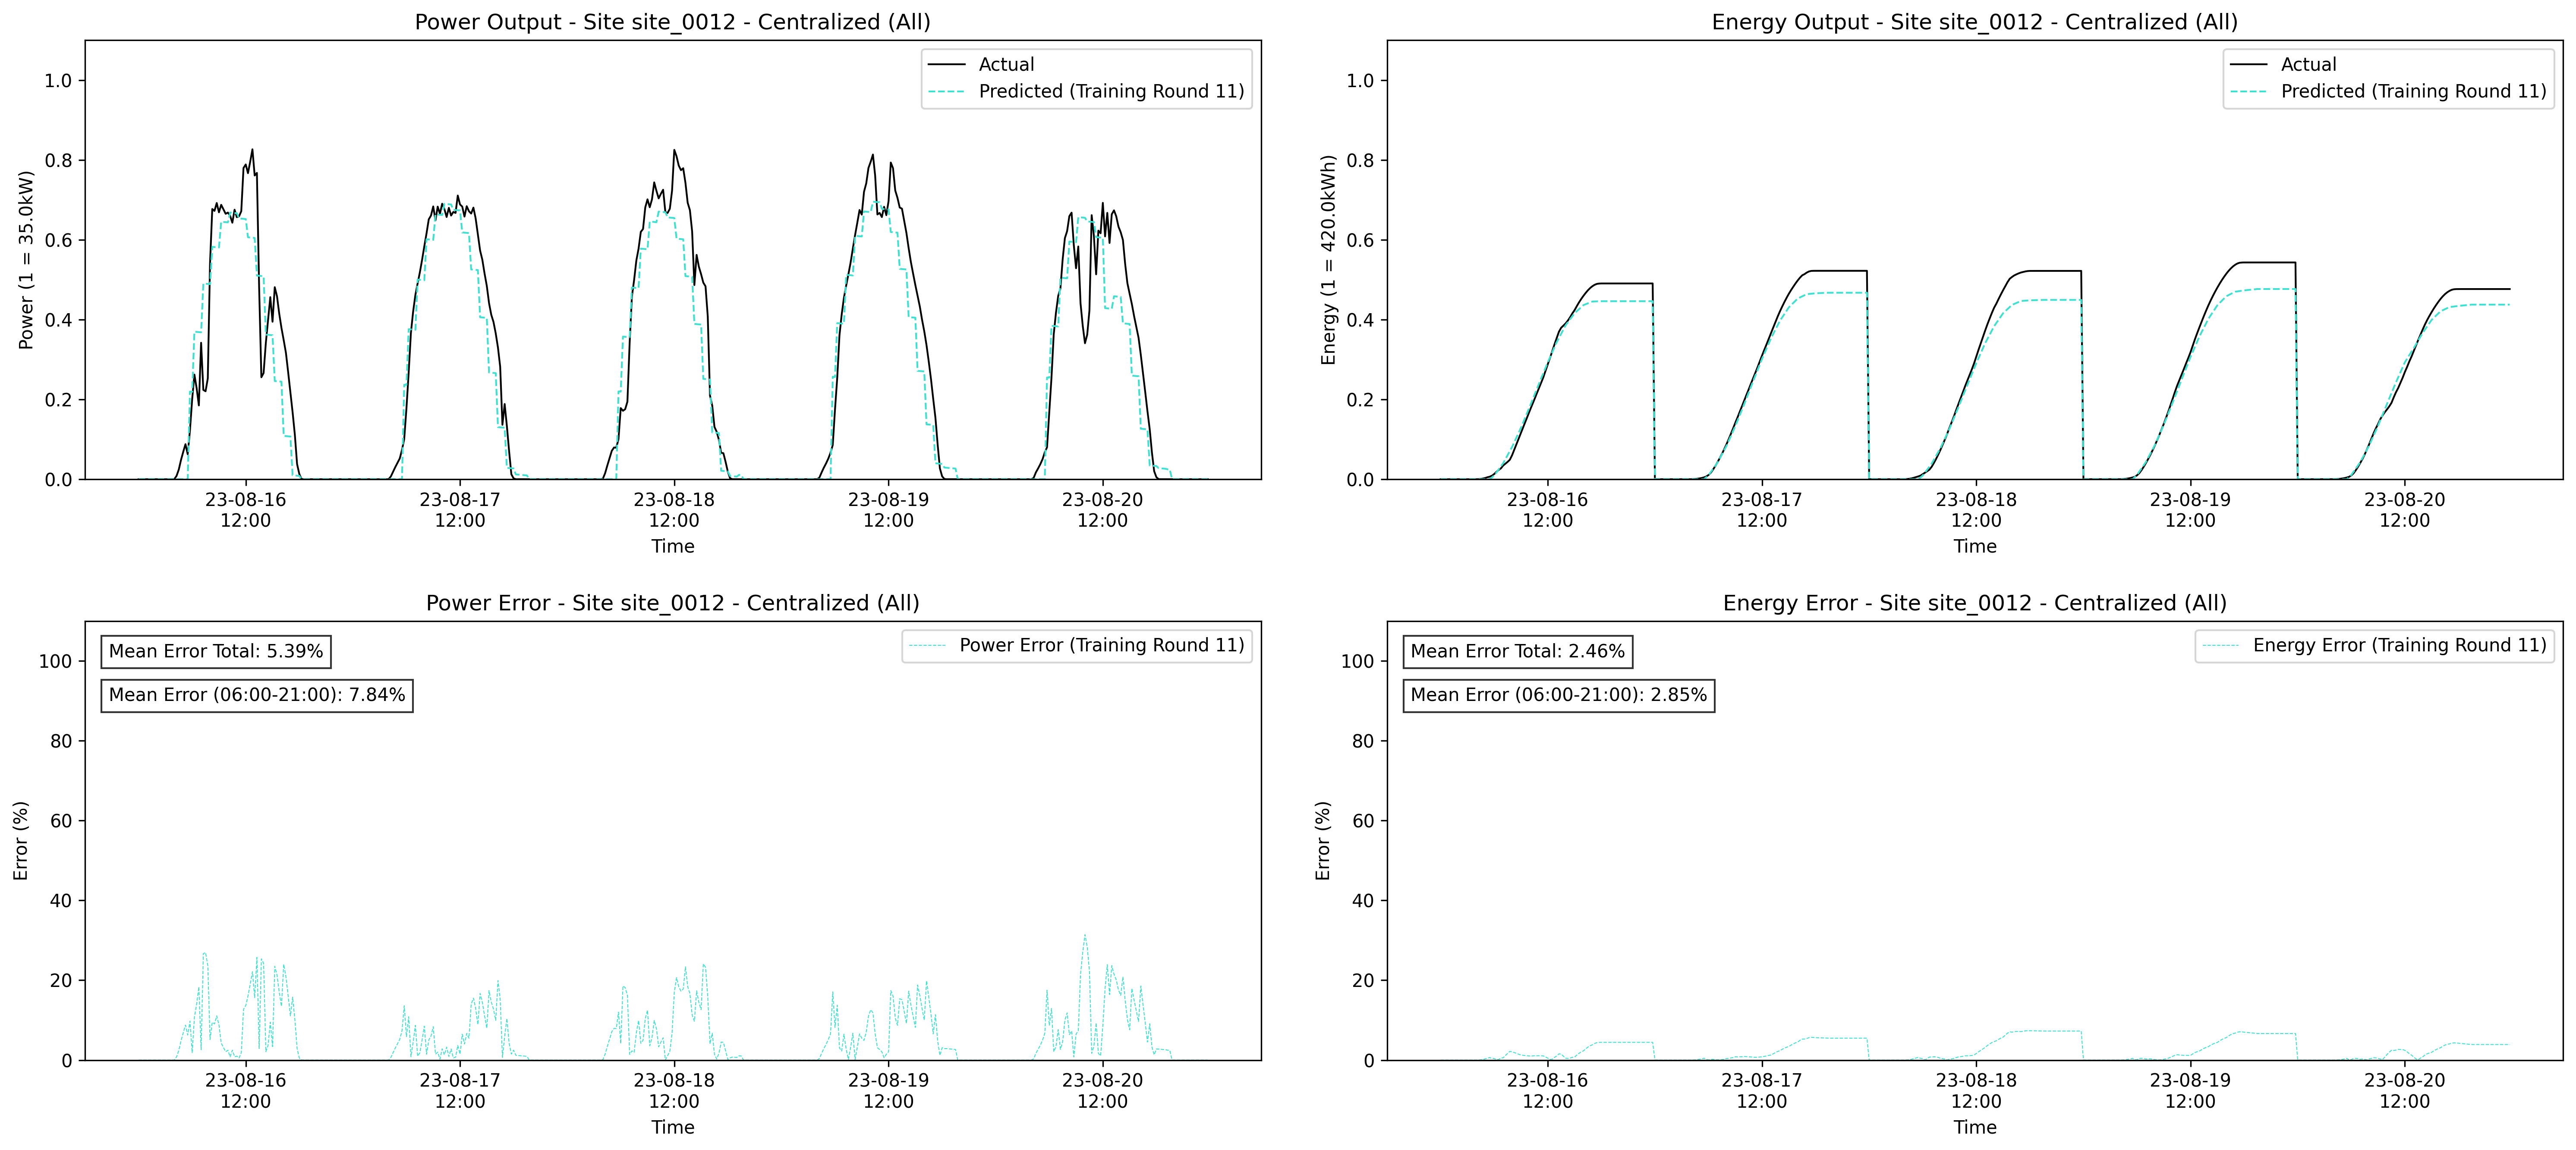 Power Output - Site site_0012 - Centralized (All)
Actual
Predicted (Training Round 11)
Power (1 = 35.0kW)
1.0
0.8
0.6
0.4
0.2
0.0
23-08-16
12:00
23-08-17
12:00
23-08-18
12:00
23-08-19
12:00
23-08-20
12:00
Time
Energy Output - Site site_0012 - Centralized (All)
Actual
Predicted (Training Round 11)
Energy (1 = 420.0kWh)
1.0
0.8
0.6
0.4
0.2
0.0
23-08-16
12:00
23-08-17
12:00
23-08-18
12:00
23-08-19
12:00
23-08-20
12:00
Time
Power Error - Site site_0012 - Centralized (All)
Mean Error Total: 5.39%
Mean Error (06:00-21:00): 7.84%
Power Error (Training Round 11)
Error (%)
100
80
60
40
20
0
23-08-16
12:00
23-08-17
12:00
23-08-18
12:00
23-08-19
12:00
23-08-20
12:00
Time
Energy Error - Site site_0012 - Centralized (All)
Mean Error Total: 2.46%
Mean Error (06:00-21:00): 2.85%
Energy Error (Training Round 11)
Error (%)
100
80
60
40
20
0
23-08-16
12:00
23-08-17
12:00
23-08-18
12:00
23-08-19
12:00
23-08-20
12:00
Time